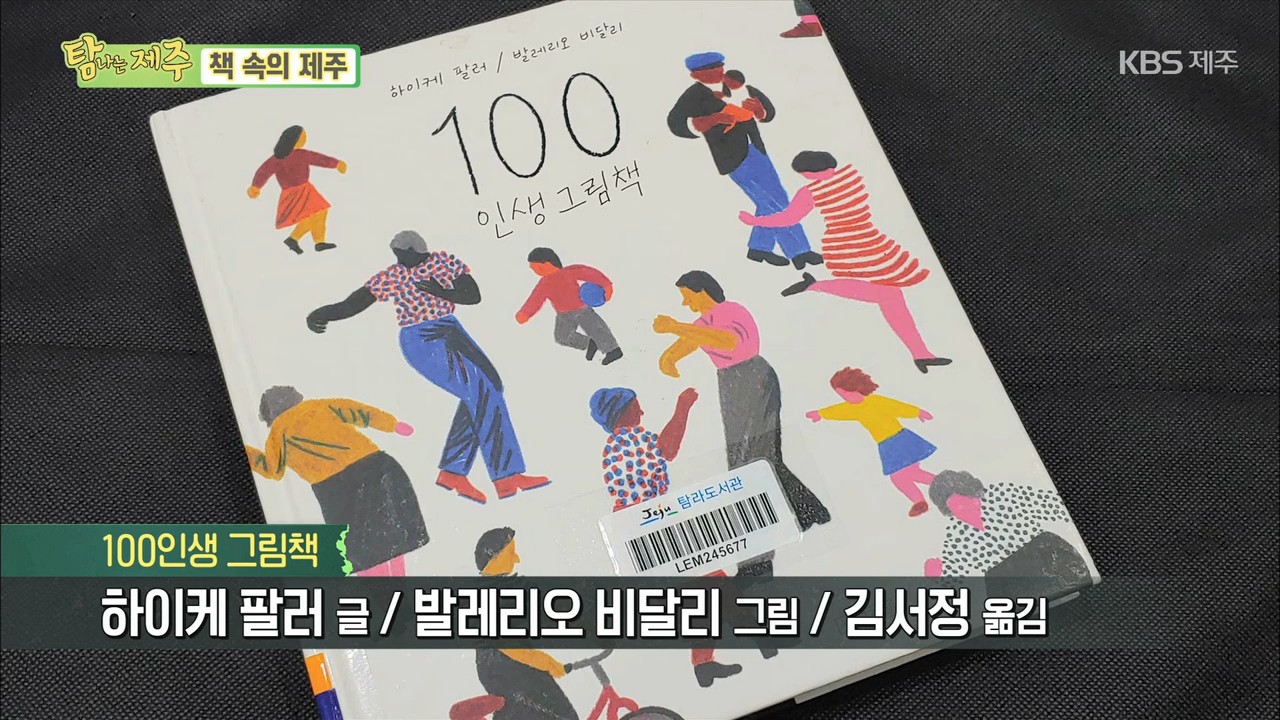 탐나는 제주 책 속의 제주
KBS 제주
하이케 팔러 / 발레리오 비달리
100
인생 그림책
Jeju 탐라도서관
LEM245677
100인생 그림책
하이케 팔러 글 / 발레리오 비달리 그림 / 김서정 옮김